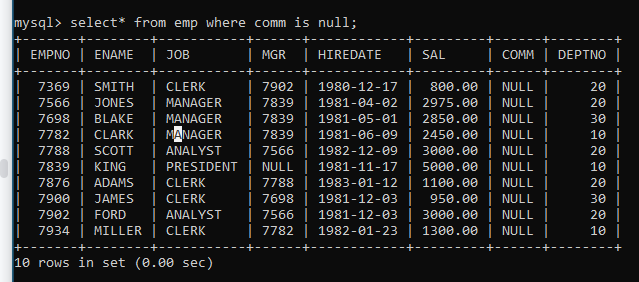 mysql> select* from emp where comm is null;
+-------+--------+-----------+------+------------+---------+------+--------+
| EMPNO | ENAME | JOB | MGR | HIREDATE | SAL | COMM | DEPTNO |
+-------+--------+-----------+------+------------+---------+------+--------+
| 7369 | SMITH | CLERK | 7902 | 1980-12-17 | 800.00 | NULL | 20 |
| 7566 | JONES | MANAGER | 7839 | 1981-04-02 | 2975.00 | NULL | 20 |
| 7698 | BLAKE | MANAGER | 7839 | 1981-05-01 | 2850.00 | NULL | 30 |
| 7782 | CLARK | MANAGER | 7839 | 1981-06-09 | 2450.00 | NULL | 10 |
| 7788 | SCOTT | ANALYST | 7566 | 1982-12-09 | 3000.00 | NULL | 20 |
| 7839 | KING | PRESIDENT | NULL | 1981-11-17 | 5000.00 | NULL | 10 |
| 7876 | ADAMS | CLERK | 7788 | 1983-01-12 | 1100.00 | NULL | 20 |
| 7900 | JAMES | CLERK | 7698 | 1981-12-03 | 950.00 | NULL | 30 |
| 7902 | FORD | ANALYST | 7566 | 1981-12-03 | 3000.00 | NULL | 20 |
| 7934 | MILLER | CLERK | 7782 | 1982-01-23 | 1300.00 | NULL | 10 |
+-------+--------+-----------+------+------------+---------+------+--------+
10 rows in set (0.00 sec)